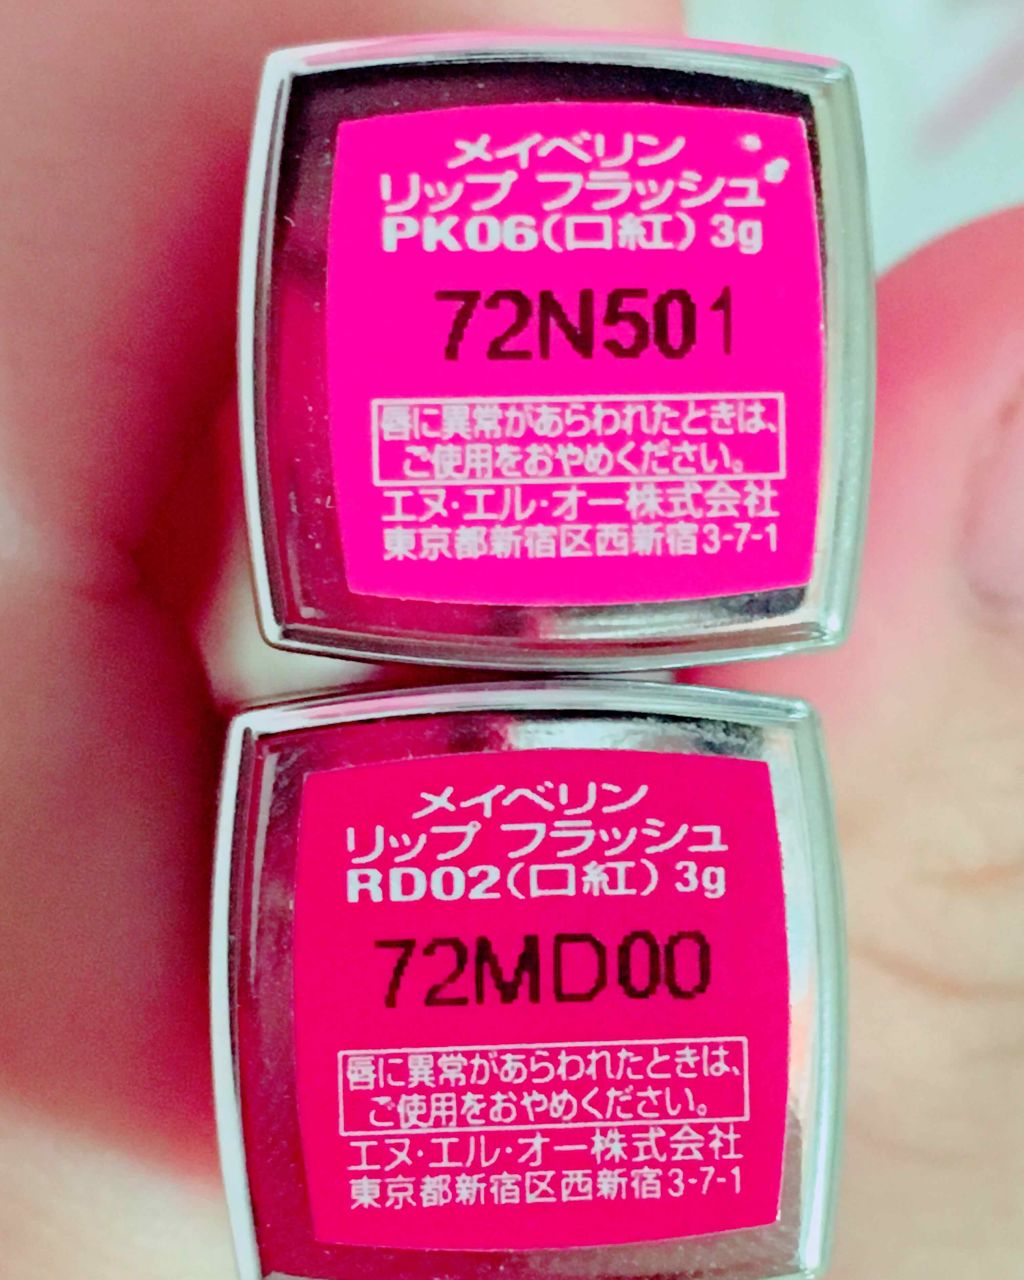 メイベリン
リップ フラッシュ
PK06(口紅) 3g
72N501
唇に異常があらわれたときは、
ご使用をおやめください。
エヌ・エル・オー株式会社
東京都新宿区西新宿3-7-1
メイベリン
リップ フラッシュ
RD02(口紅) 3g
72MD00
唇に異常があらわれたときは、
ご使用をおやめください。
エヌ・エル・オー株式会社
東京都新宿区西新宿3-7-1